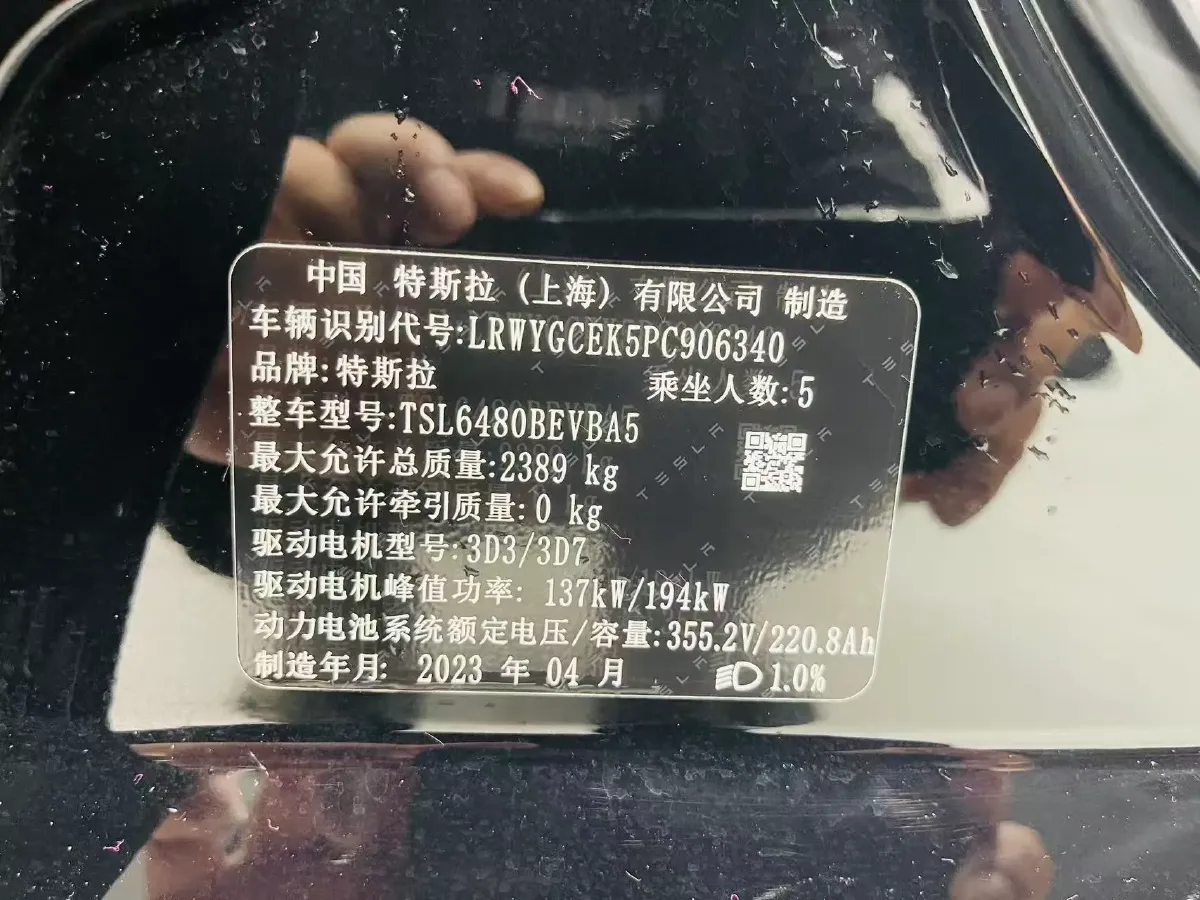 中国 特斯拉（上海）有限公司 制造
车辆识别代号:LRWYGCEK5PC906340
品牌:特斯拉 乘坐人数:5
整车型号:TSL6480BEVBA5
最大允许总质量:2389 kg
最大允许牵引质量:0 kg
驱动电机型号:3D3/3D7
驱动电机峰值功率: 137kW/194kW
动力电池系统额定电压/容量:355.2V/220.8Ah
制造年月: 2023 年 04 月 1.0%